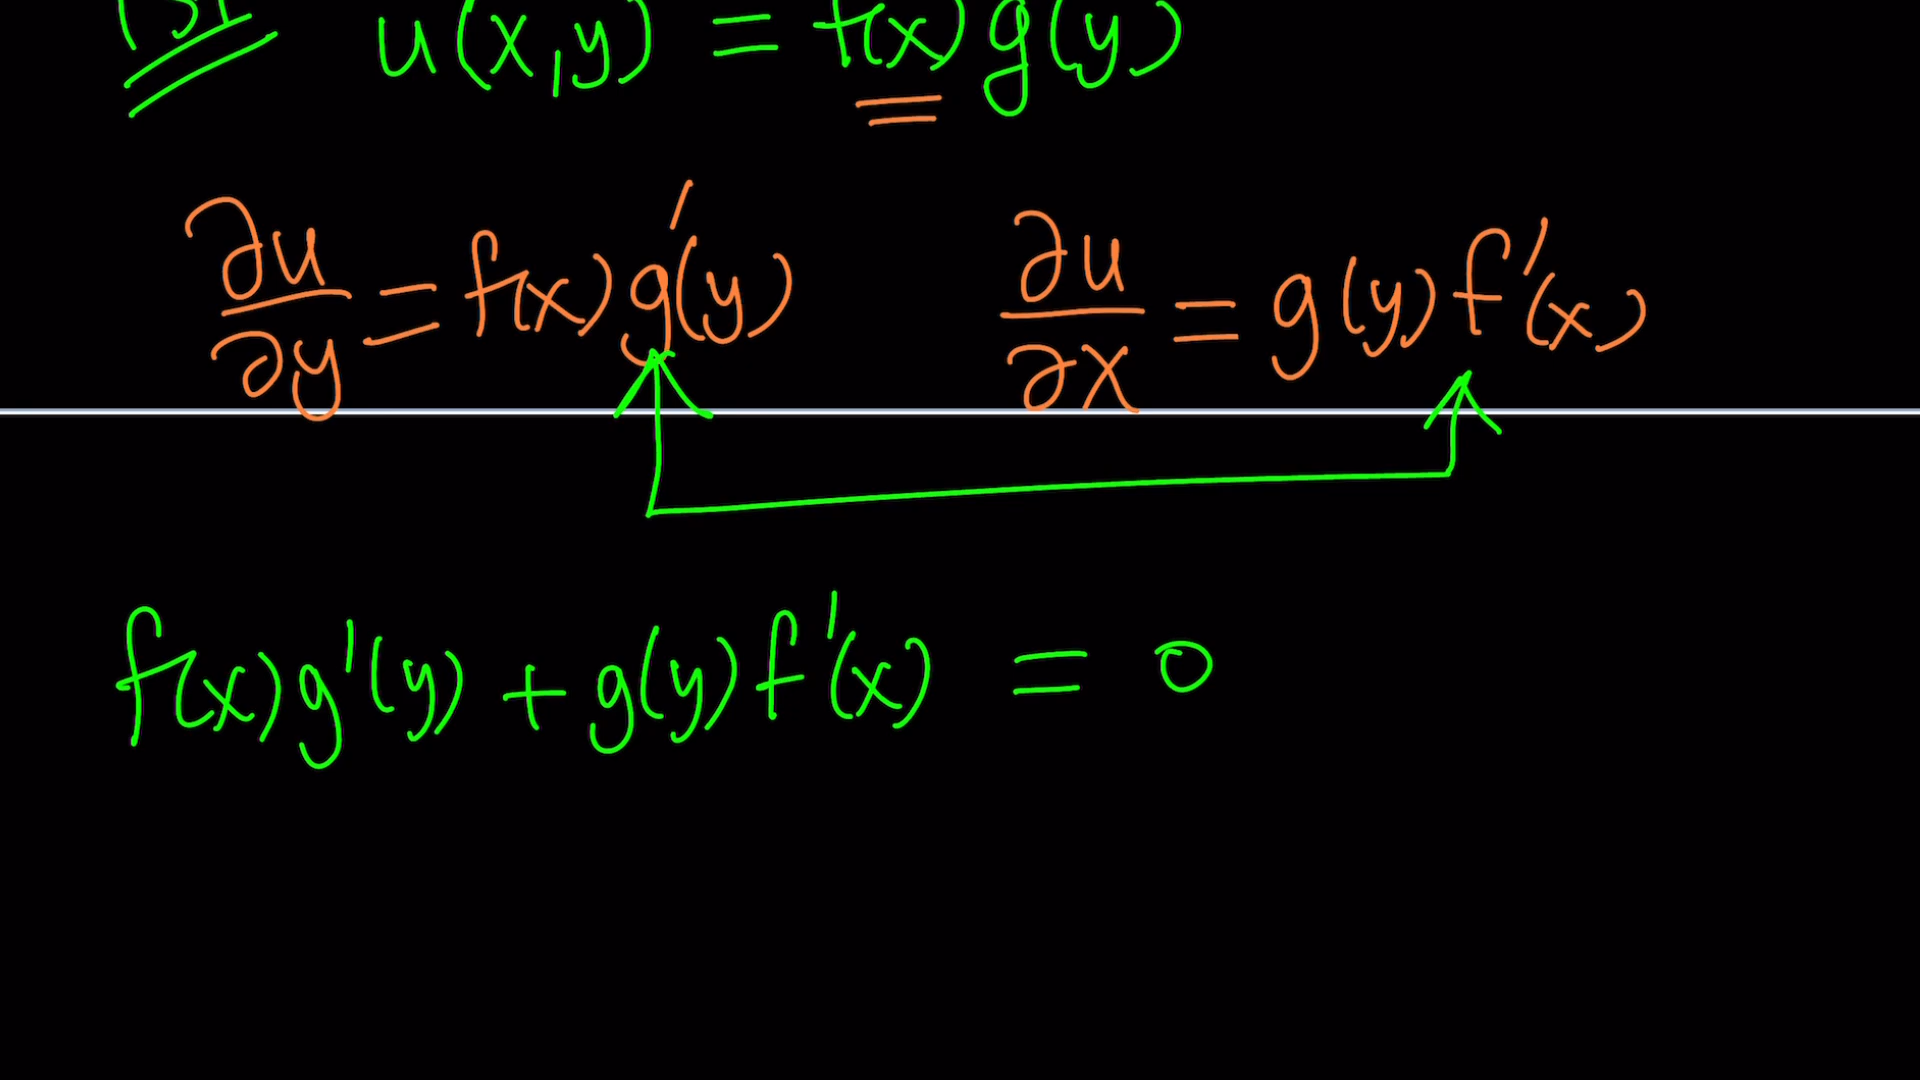 u(x,y) = f(x) g(y)
∂u/∂y = f(x) g'(y) ∂u/∂x = g(y) f'(x)
f(x) g'(y) + g(y) f'(x) = 0